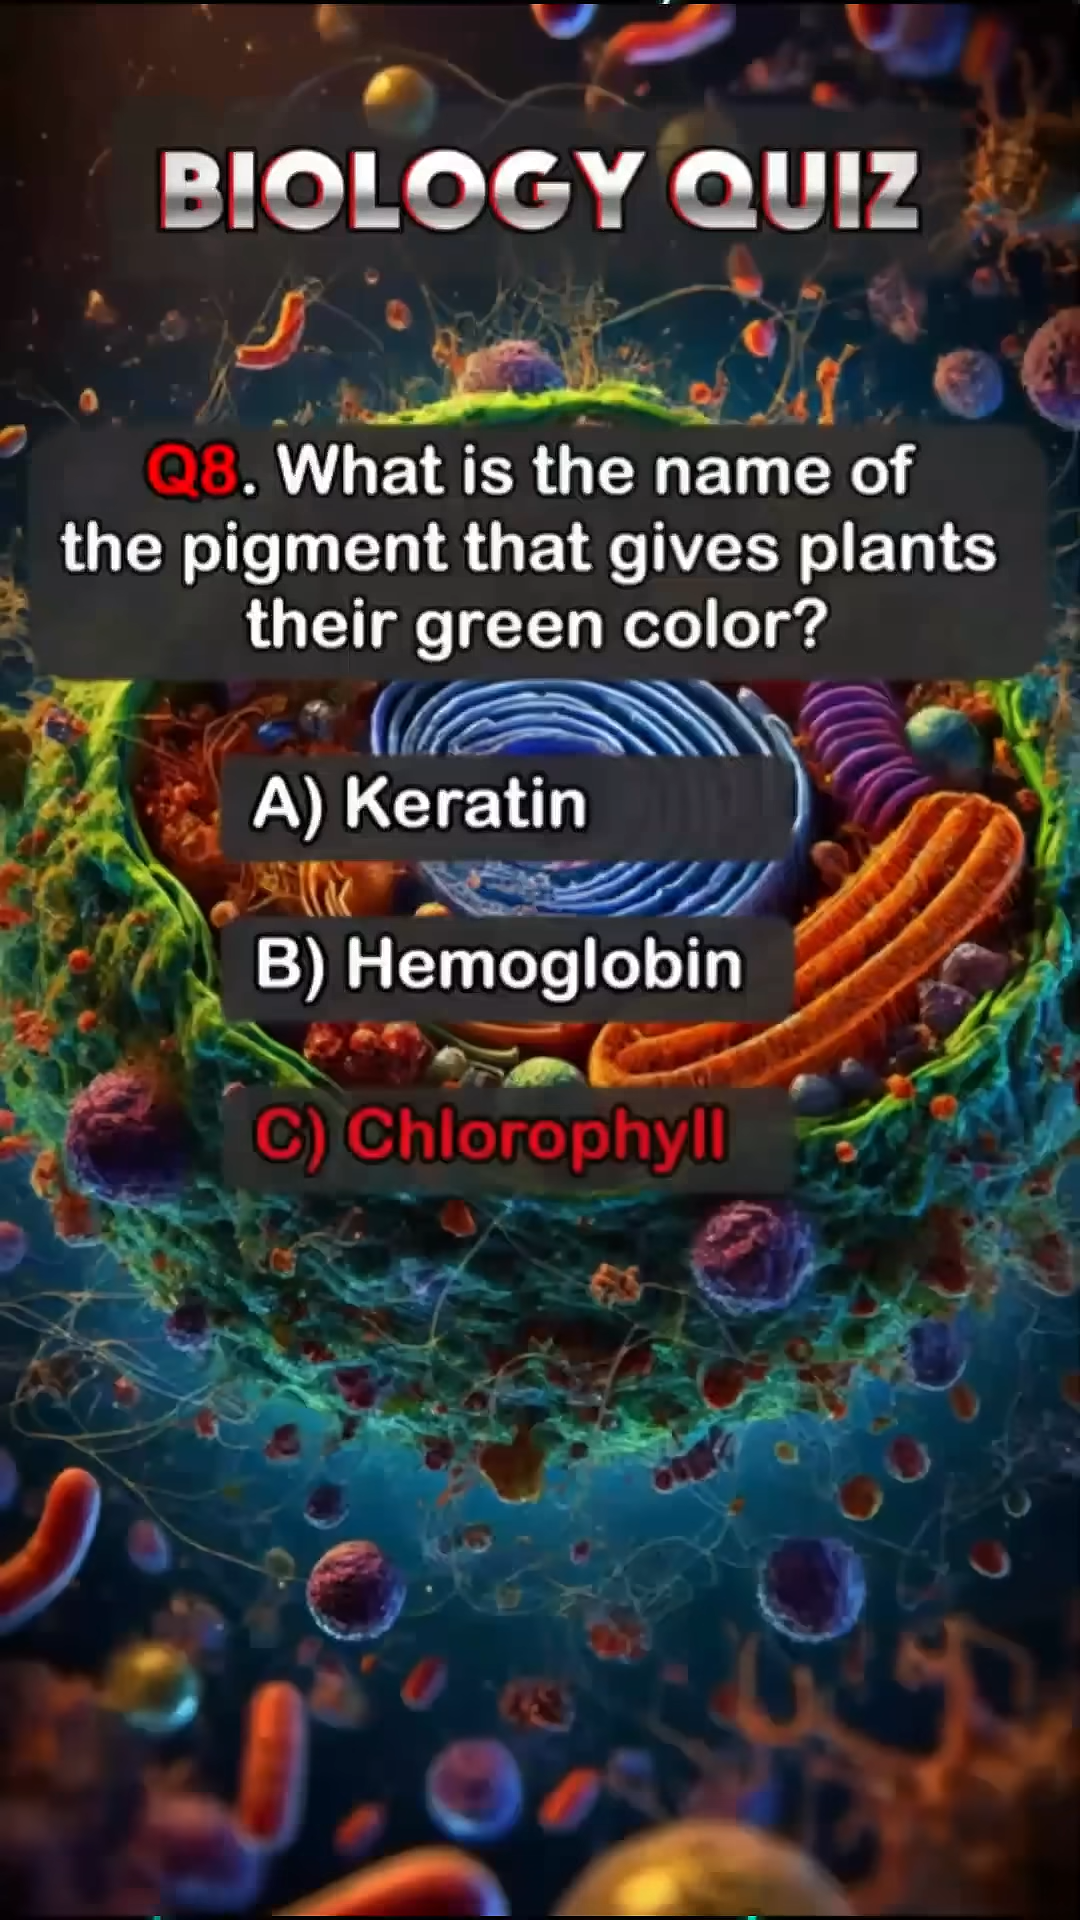 BIOLOGY QUIZ
Q8. What is the name of
the pigment that gives plants
their green color?
A) Keratin
B) Hemoglobin
C) Chlorophyll